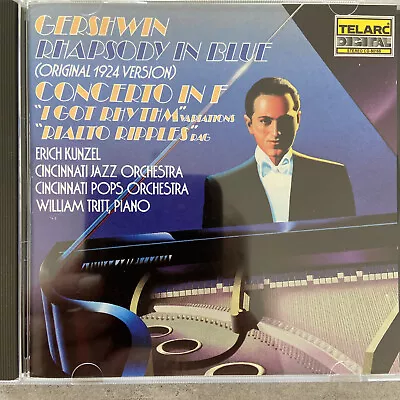 GERSHWIN
RHAPSODY IN BLUE
(ORIGINAL 1924 VERSION)
CONCERTO IN F
"I GOT RHYTHM" VARIATIONS
"RIALTO RIPPLES" RAG
ERICH KUNZEL
CINCINNATI JAZZ ORCHESTRA
CINCINNATI POPS ORCHESTRA
WILLIAM TRITT, PIANO
TELARC
DIGITAL